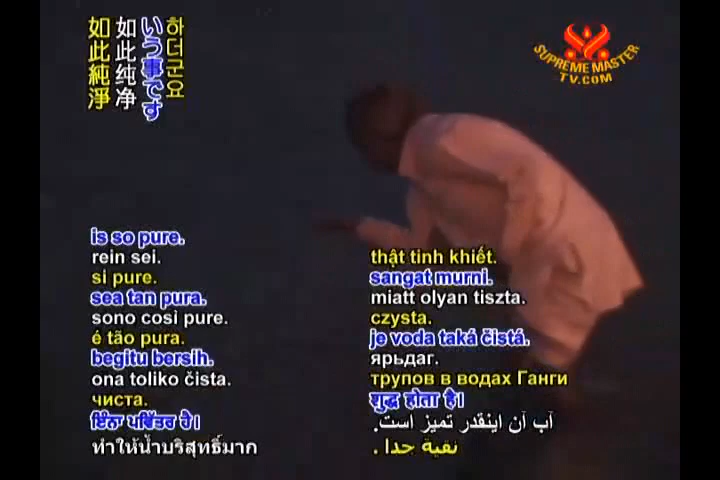 하더군요
いう事です
如此纯净
如此純淨
SUPREME MASTER
TV.COM
is so pure.
rein sei.
si pure.
sea tan pura.
sono così pure.
é tão pura.
begitu bersih.
ona toliko čista.
чиста.
ਇੰਨਾ ਪਵਿੱਤਰ ਹੈ।
ทำให้น้ำบริสุทธิ์มาก
thật tinh khiết.
sangat murni.
miatt olyan tiszta.
czysta.
je voda taká čistá.
ярьдаг.
трупов в водах Ганги
शुद्ध होता है।
آب آن اینقدر تمیز است.
نقية جدا .